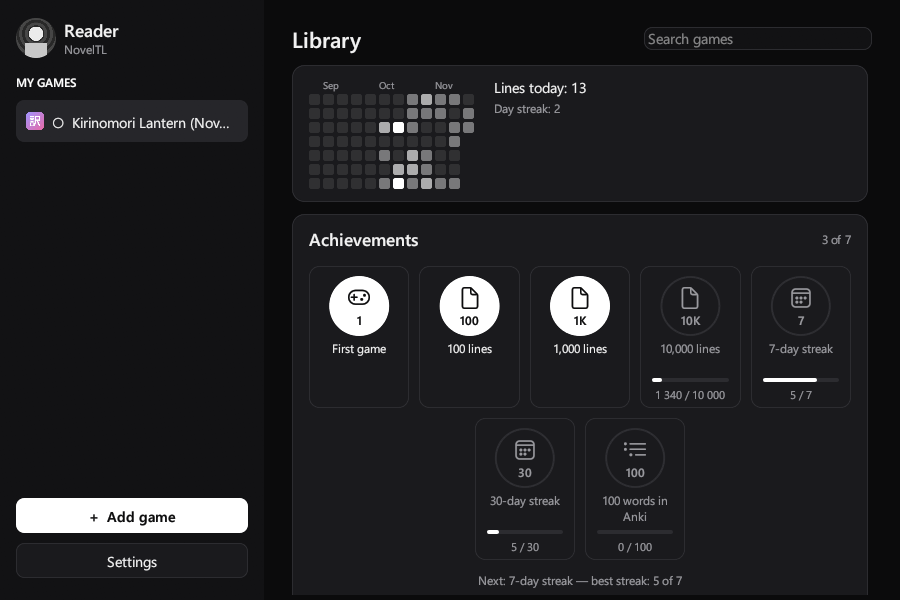 Reader
NovelTL
MY GAMES
訳
Kirinomori Lantern (Nov...
+ Add game
Settings
Library
Search games
Sep Oct Nov
Lines today: 13
Day streak: 2
Achievements
3 of 7
1
First game
100
100 lines
1K
1,000 lines
10K
10,000 lines
1 340 / 10 000
7
7-day streak
5 / 7
30
30-day streak
5 / 30
100
100 words in
Anki
0 / 100
Next: 7-day streak — best streak: 5 of 7